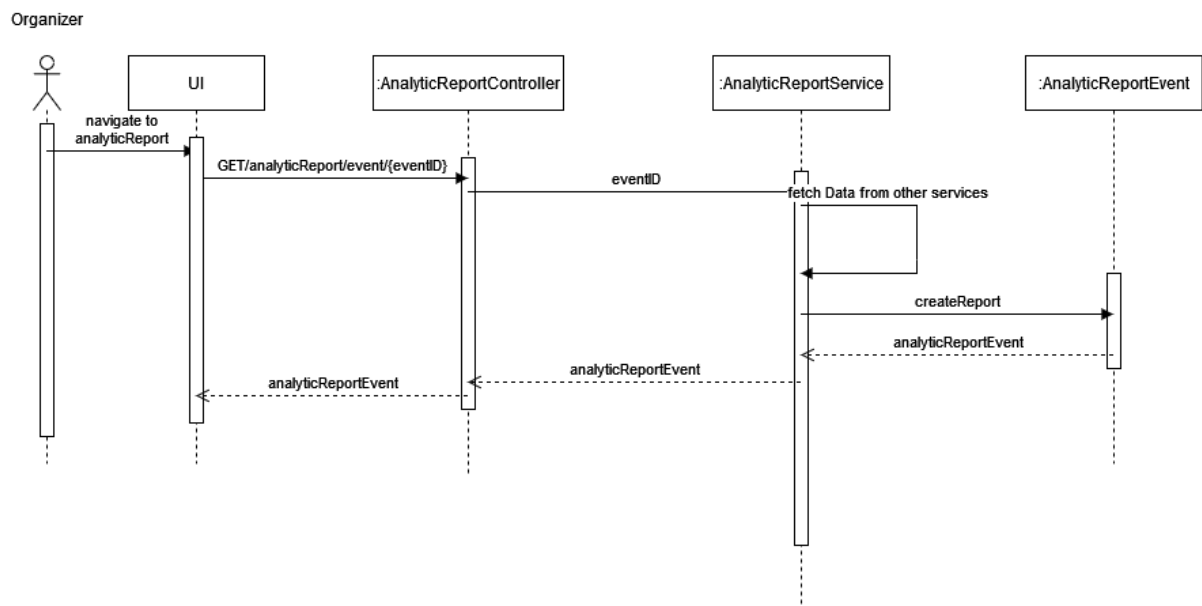 Organizer
UI
:AnalyticReportController
:AnalyticReportService
:AnalyticReportEvent
navigate to
analyticReport
GET/analyticReport/event/{eventID}
eventID
fetch Data from other services
createReport
analyticReportEvent
analyticReportEvent
analyticReportEvent